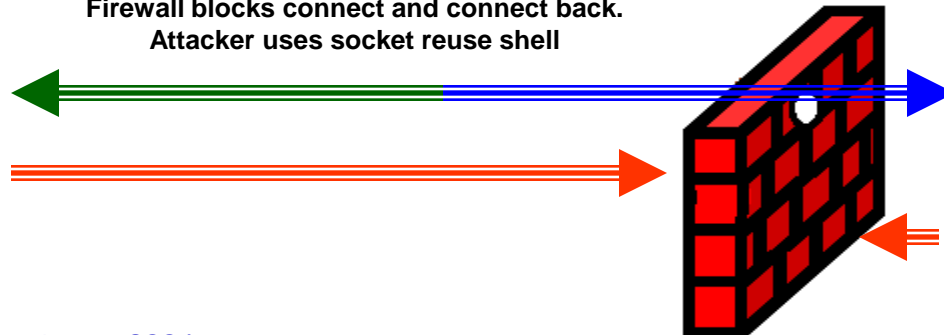 Firewall blocks connect and connect back.
Attacker uses socket reuse shell